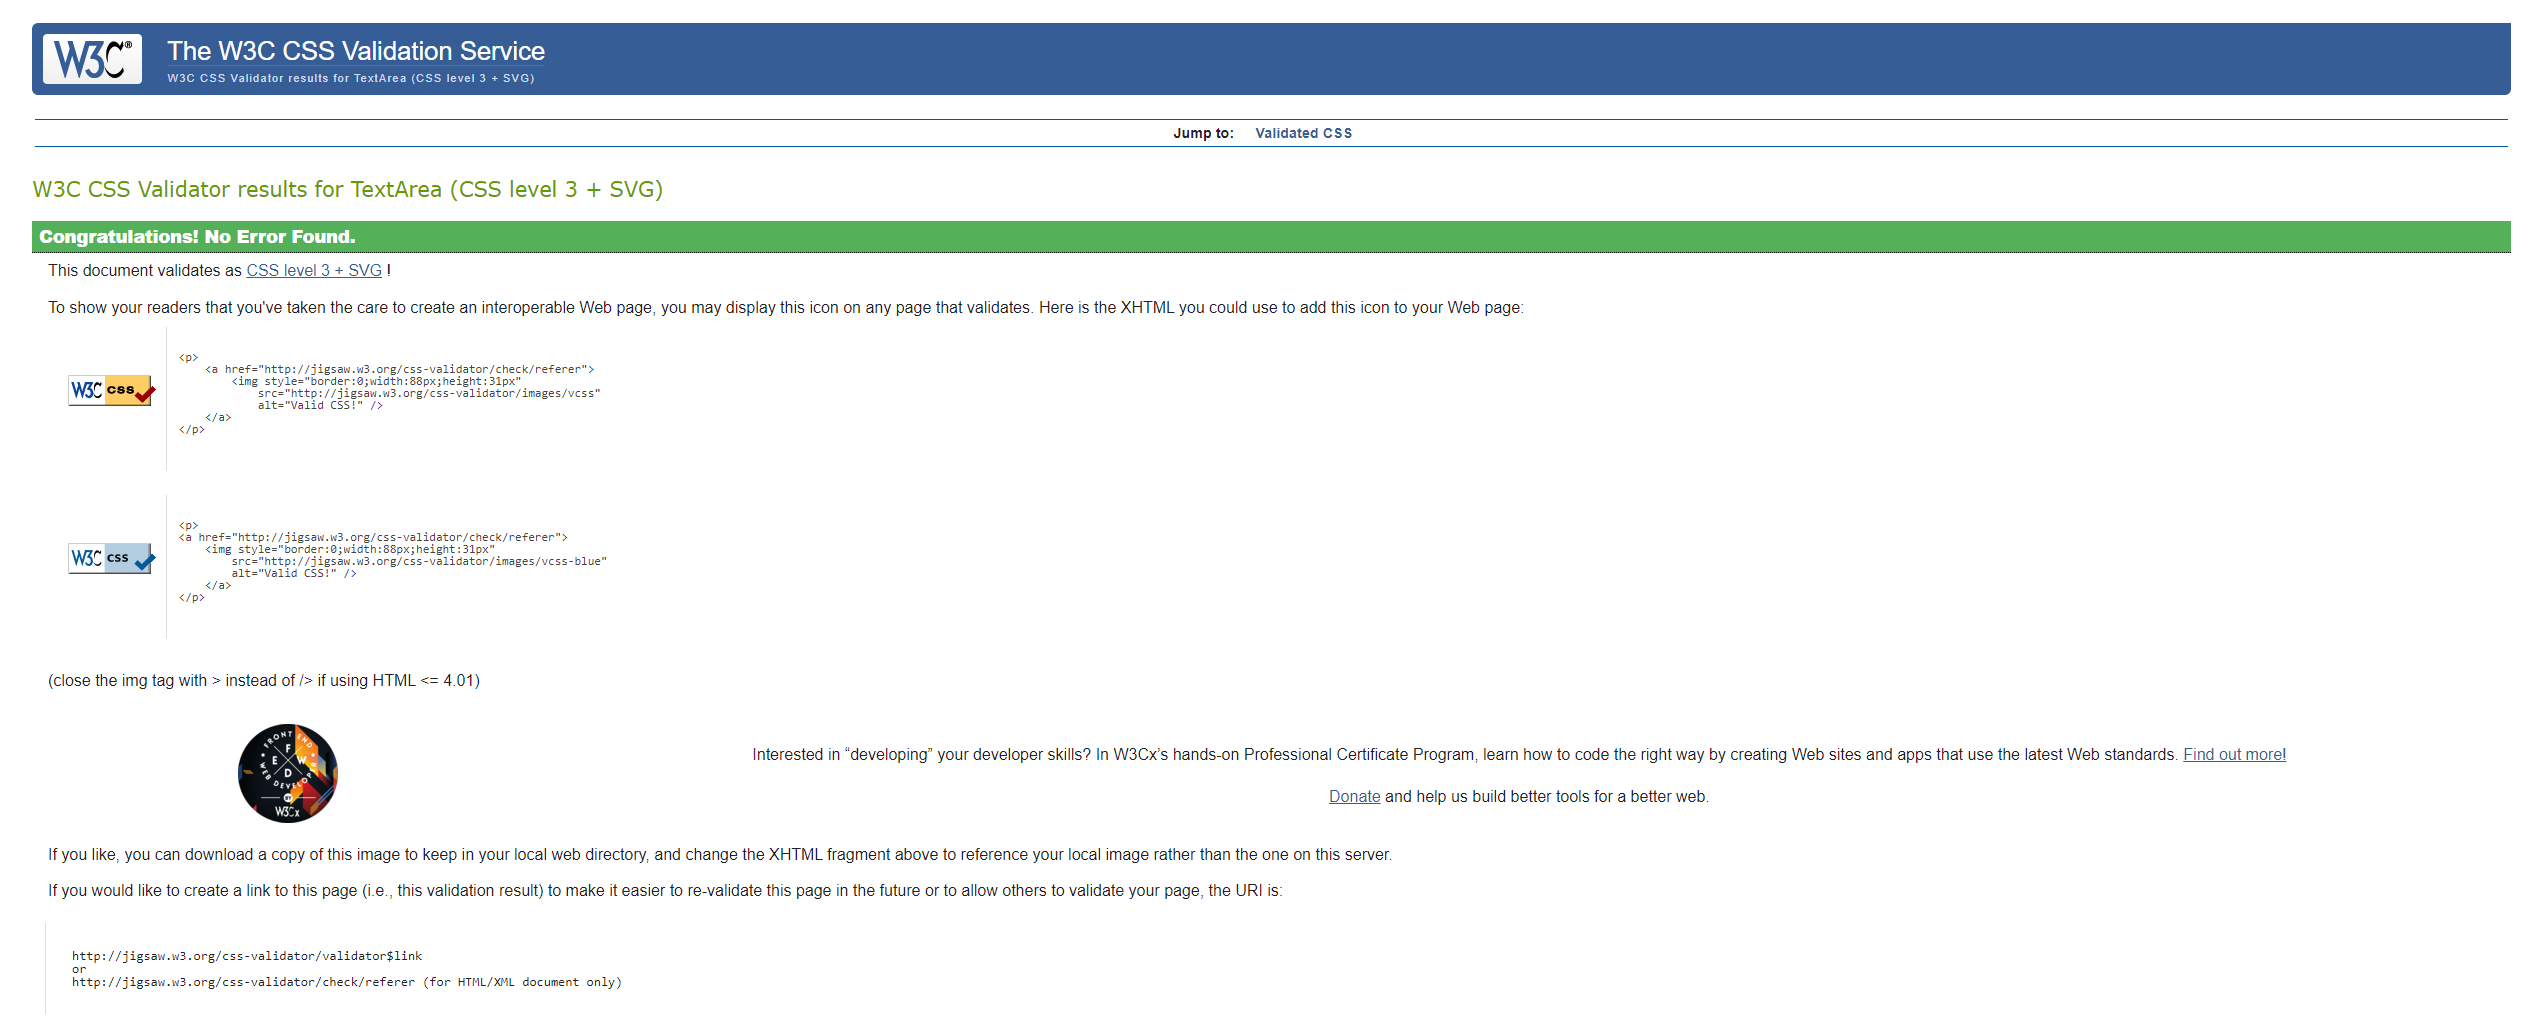 W3C®
The W3C CSS Validation Service
W3C CSS Validator results for TextArea (CSS level 3 + SVG)
Jump to: Validated CSS
W3C CSS Validator results for TextArea (CSS level 3 + SVG)
Congratulations! No Error Found.
This document validates as CSS level 3 + SVG !
To show your readers that you've taken the care to create an interoperable Web page, you may display this icon on any page that validates. Here is the XHTML you could use to add this icon to your Web page:
W3C css
<p>
    <a href="http://jigsaw.w3.org/css-validator/check/referer">
        <img style="border:0;width:88px;height:31px"
            src="http://jigsaw.w3.org/css-validator/images/vcss"
            alt="Valid CSS!" />
    </a>
</p>
W3C css
<p>
<a href="http://jigsaw.w3.org/css-validator/check/referer">
    <img style="border:0;width:88px;height:31px"
        src="http://jigsaw.w3.org/css-validator/images/vcss-blue"
        alt="Valid CSS!" />
    </a>
</p>
(close the img tag with > instead of /> if using HTML <= 4.01)
FRONT END
WEB DEVELOPER
F
E W
D
BY
W3Cx
Interested in “developing” your developer skills? In W3Cx’s hands-on Professional Certificate Program, learn how to code the right way by creating Web sites and apps that use the latest Web standards. Find out more!
Donate and help us build better tools for a better web.
If you like, you can download a copy of this image to keep in your local web directory, and change the XHTML fragment above to reference your local image rather than the one on this server.
If you would like to create a link to this page (i.e., this validation result) to make it easier to re-validate this page in the future or to allow others to validate your page, the URI is:
http://jigsaw.w3.org/css-validator/validator$link
or
http://jigsaw.w3.org/css-validator/check/referer (for HTML/XML document only)